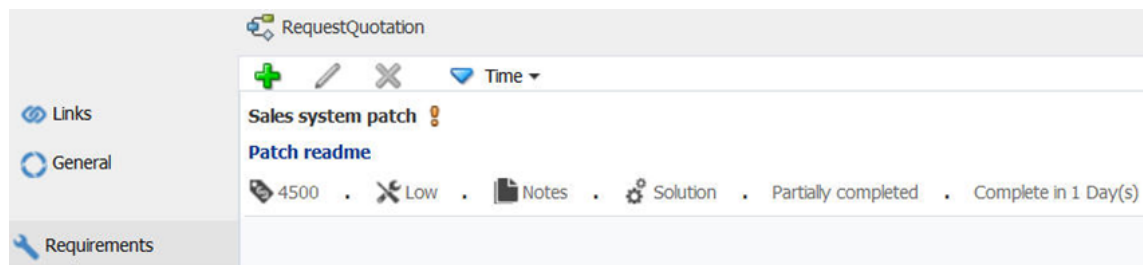 RequestQuotation
Time
Links
General
Requirements
Sales system patch
Patch readme
4500 . Low . Notes . Solution . Partially completed . Complete in 1 Day(s)